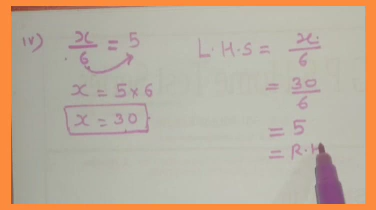 iv) x/6 = 5
x = 5 × 6
x = 30
L.H.S = x/6
= 30/6
= 5
= R.H